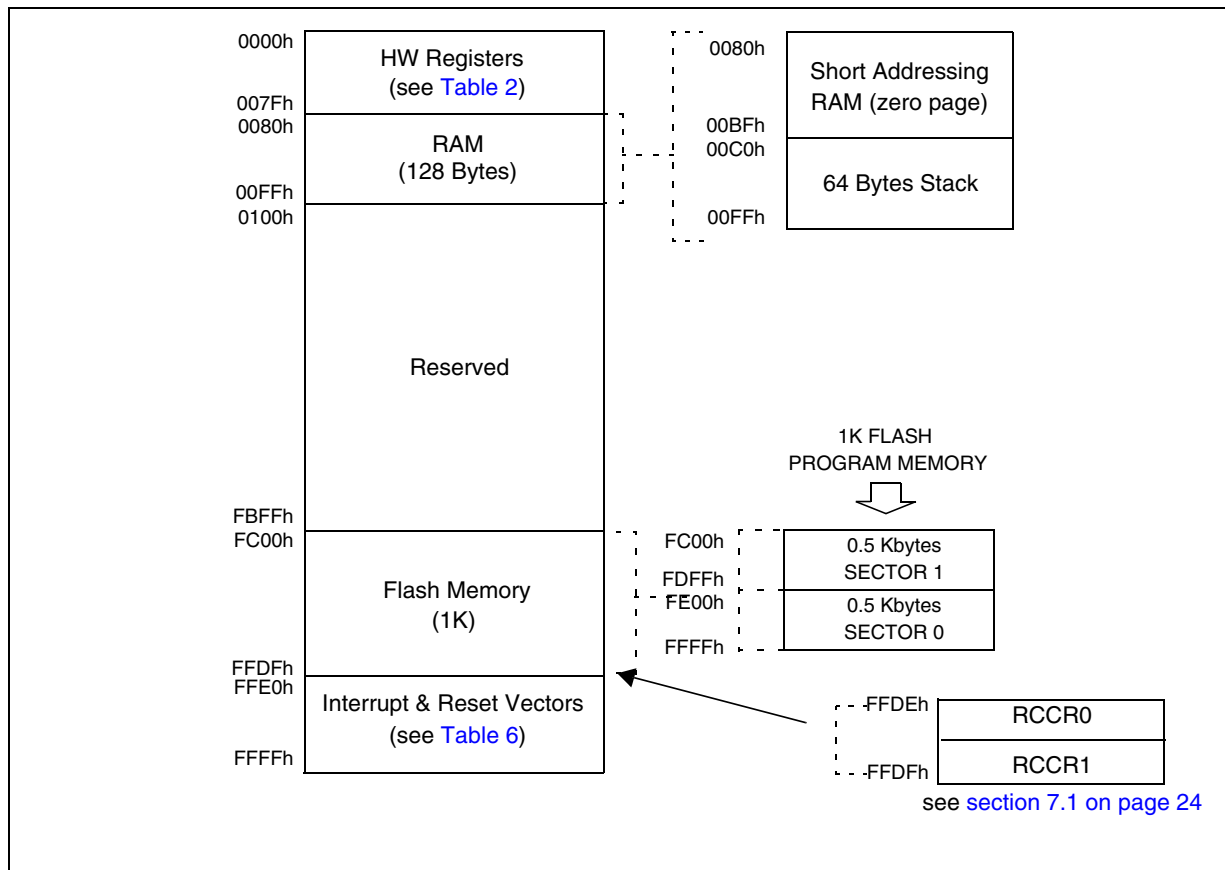 0000h
HW Registers
(see Table 2)
007Fh
0080h
RAM
(128 Bytes)
00FFh
0100h
Reserved
FBFFh
FC00h
Flash Memory
(1K)
FFDFh
FFE0h
Interrupt & Reset Vectors
(see Table 6)
FFFFh
0080h
Short Addressing
RAM (zero page)
00BFh
00C0h
64 Bytes Stack
00FFh
1K FLASH
PROGRAM MEMORY
FC00h
0.5 Kbytes
SECTOR 1
FDFFh
FE00h
0.5 Kbytes
SECTOR 0
FFFFh
FFDEh
RCCR0
RCCR1
FFDFh
see section 7.1 on page 24